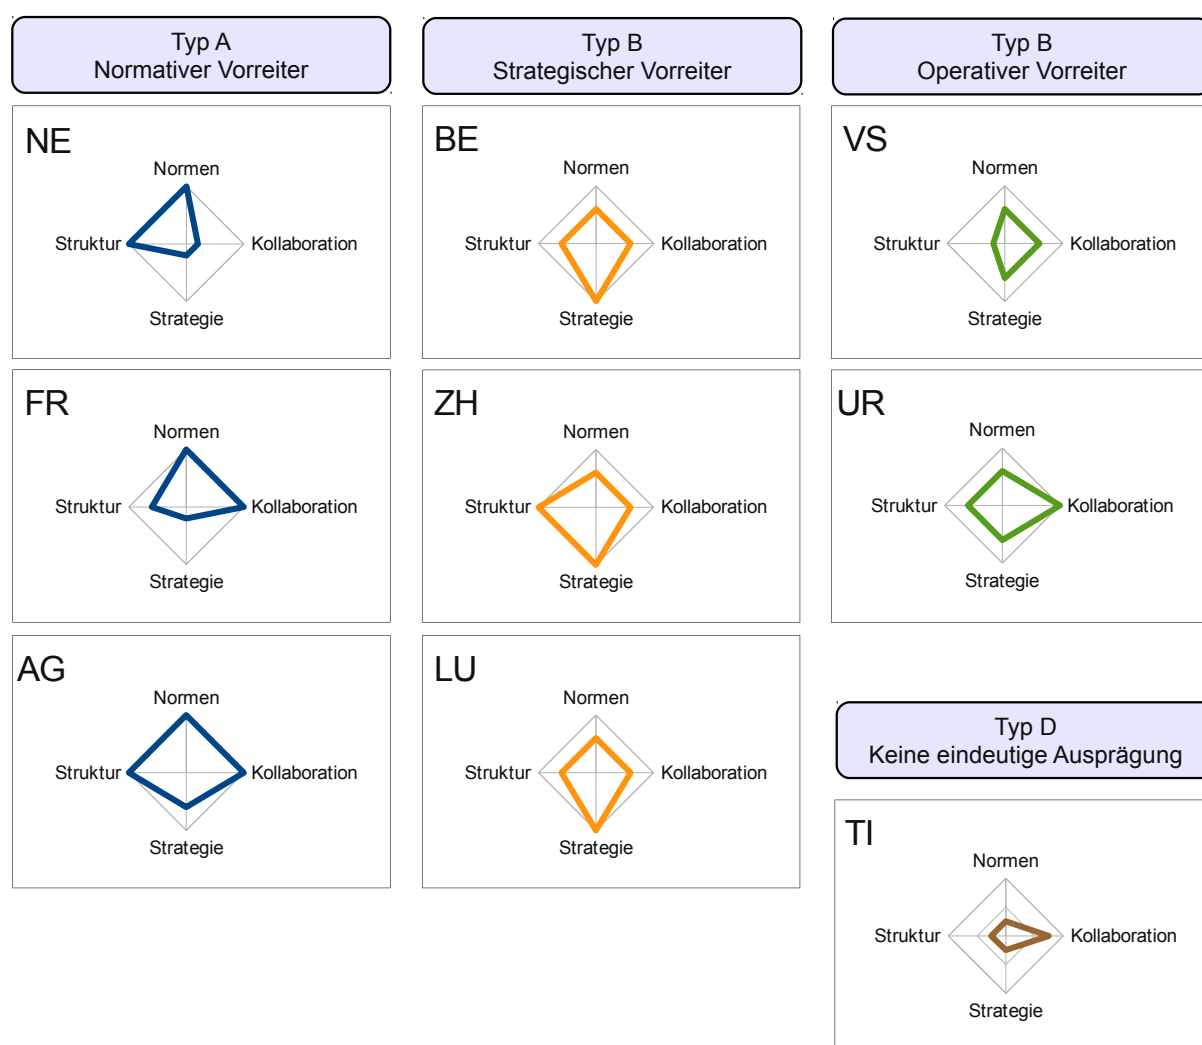 Typ A
Normativer Vorreiter
NE
Normen
Struktur
Kollaboration
Strategie
FR
Normen
Struktur
Kollaboration
Strategie
AG
Normen
Struktur
Kollaboration
Strategie
Typ B
Strategischer Vorreiter
BE
Normen
Struktur
Kollaboration
Strategie
ZH
Normen
Struktur
Kollaboration
Strategie
LU
Normen
Struktur
Kollaboration
Strategie
Typ B
Operativer Vorreiter
VS
Normen
Struktur
Kollaboration
Strategie
UR
Normen
Struktur
Kollaboration
Strategie
Typ D
Keine eindeutige Ausprägung
TI
Normen
Struktur
Kollaboration
Strategie